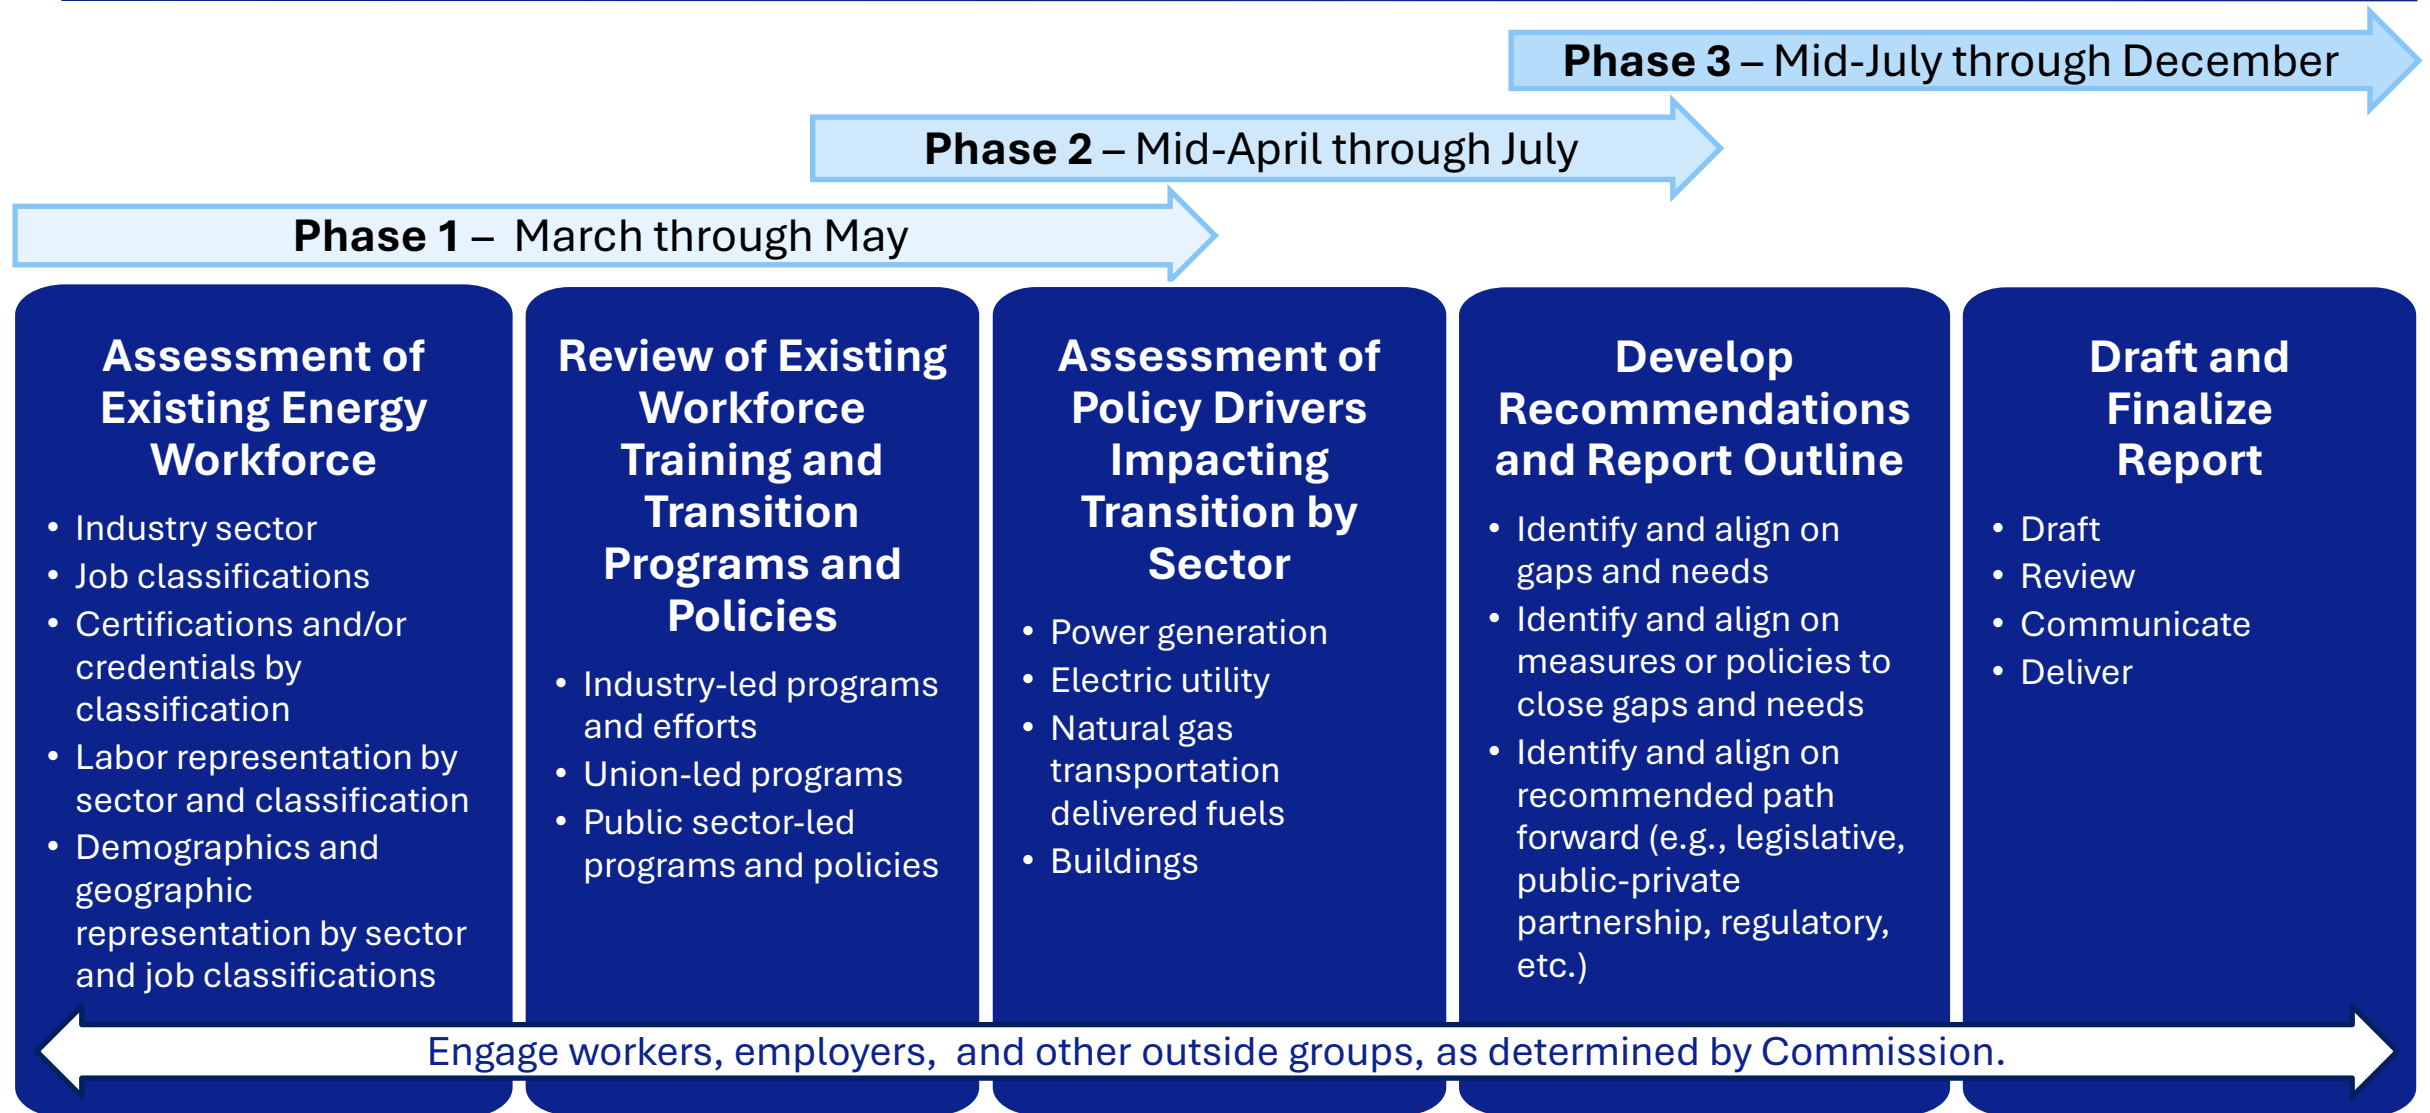 Phase 3 – Mid-July through December
Phase 2 – Mid-April through July
Phase 1 – March through May
Assessment of
Existing Energy
Workforce
• Industry sector
• Job classifications
• Certifications and/or
credentials by
classification
• Labor representation by
sector and classification
• Demographics and
geographic
representation by sector
and job classifications
Review of Existing
Workforce
Training and
Transition
Programs and
Policies
• Industry-led programs
and efforts
• Union-led programs
• Public sector-led
programs and policies
Assessment of
Policy Drivers
Impacting
Transition by
Sector
• Power generation
• Electric utility
• Natural gas
transportation
delivered fuels
• Buildings
Develop
Recommendations
and Report Outline
• Identify and align on
gaps and needs
• Identify and align on
measures or policies to
close gaps and needs
• Identify and align on
recommended path
forward (e.g., legislative,
public-private
partnership, regulatory,
etc.)
Draft and
Finalize
Report
• Draft
• Review
• Communicate
• Deliver
Engage workers, employers, and other outside groups, as determined by Commission.